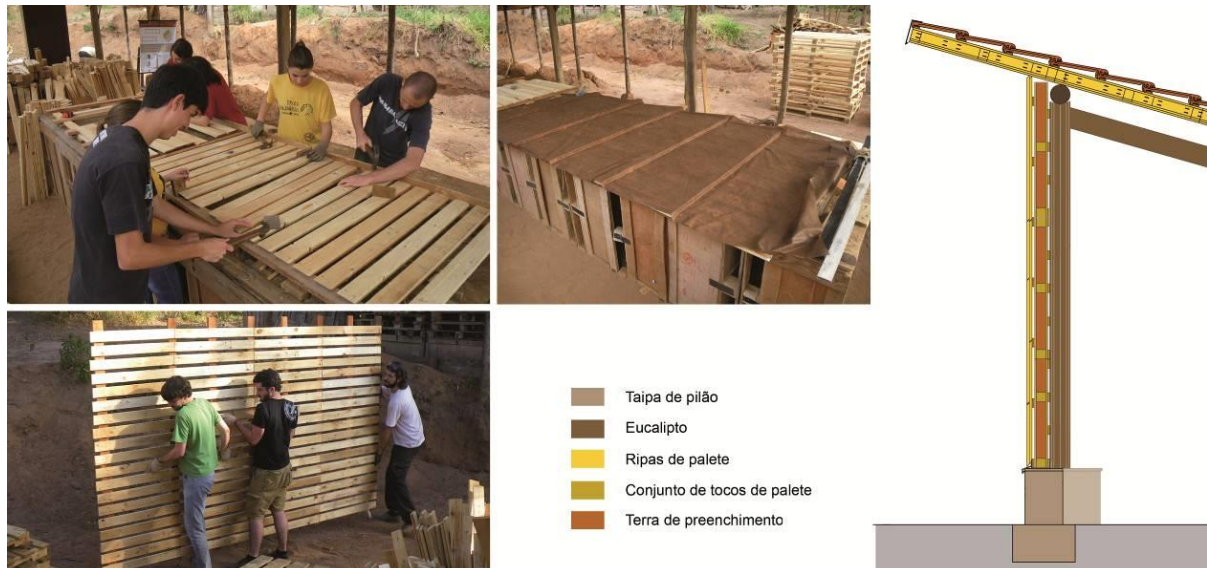 Taipa de pilão
Eucalipto
Ripas de palete
Conjunto de tocos de palete
Terra de preenchimento